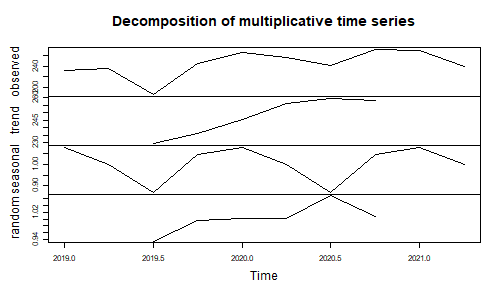 Decomposition of multiplicative time series
observed
200
240
trend
230
245
260
seasonal
0.90
1.00
random
0.94
1.02
2019.0 2019.5 2020.0 2020.5 2021.0
Time